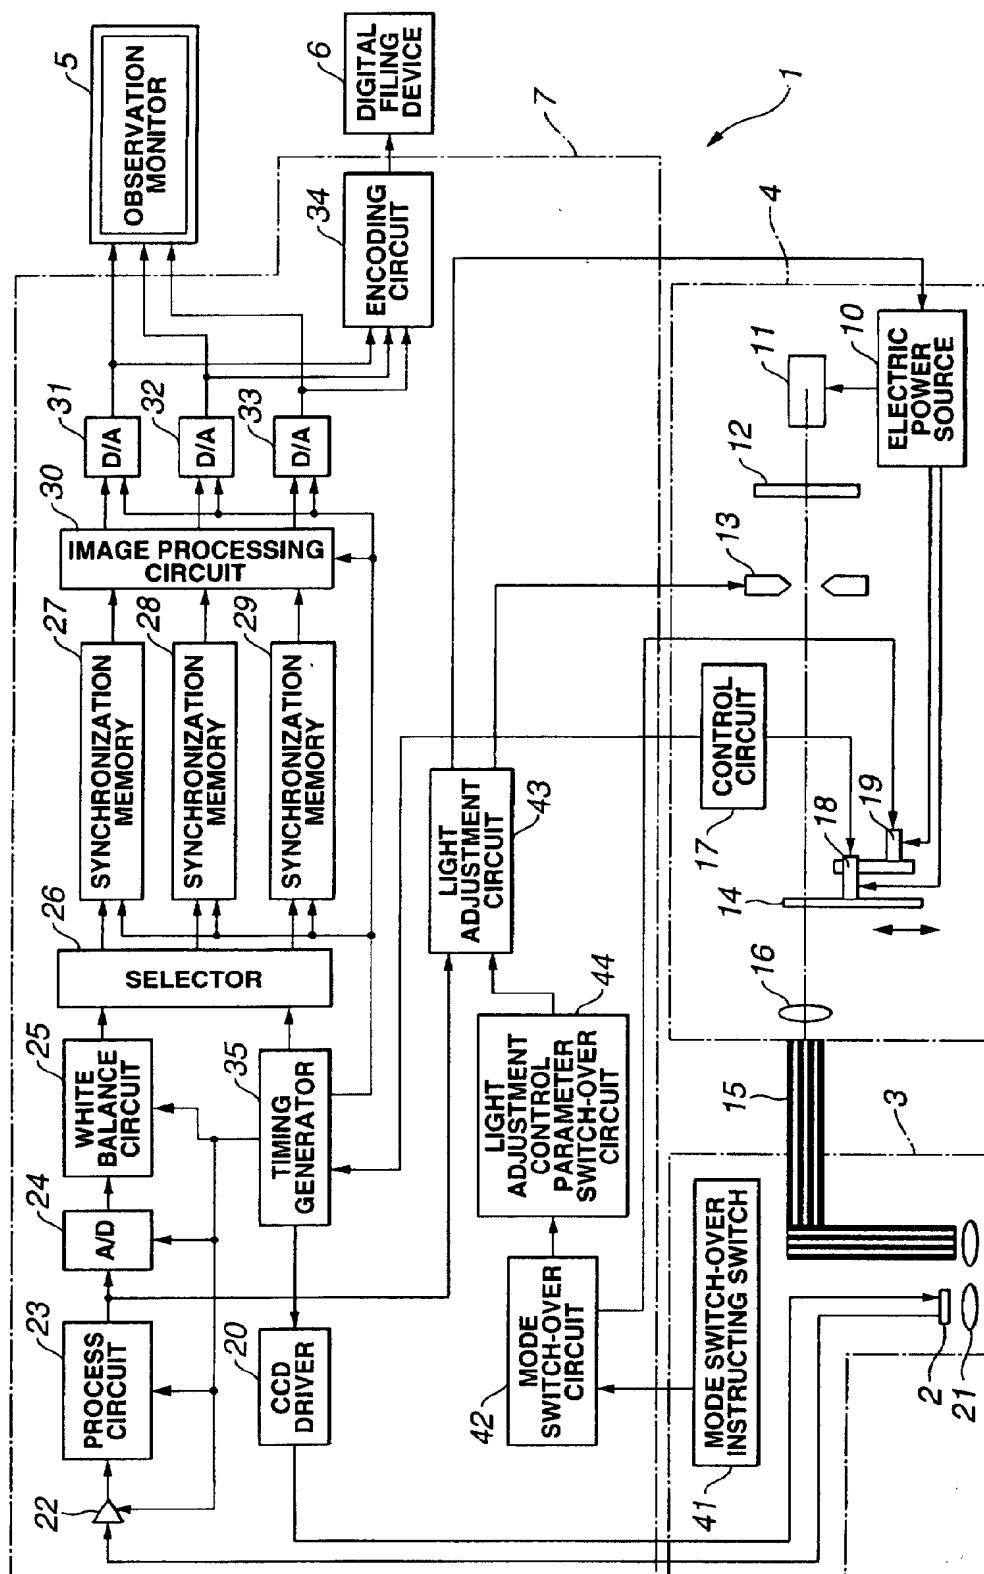 5
OBSERVATION
MONITOR
6
DIGITAL
FILING
DEVICE
7
1
34
ENCODING
CIRCUIT
4
31
D/A
32
D/A
33
D/A
30
IMAGE PROCESSING
CIRCUIT
10
ELECTRIC
POWER
SOURCE
11
12
13
27
SYNCHRONIZATION
MEMORY
28
SYNCHRONIZATION
MEMORY
29
SYNCHRONIZATION
MEMORY
LIGHT
ADJUSTMENT
CIRCUIT
43
CONTROL
CIRCUIT
17
18
19
14
16
26
SELECTOR
25
WHITE
BALANCE
CIRCUIT
35
TIMING
GENERATOR
LIGHT
ADJUSTMENT
CONTROL
PARAMETER
SWITCH-OVER
CIRCUIT
44
15
3
24
A/D
23
PROCESS
CIRCUIT
20
CCD
DRIVER
MODE
SWITCH-OVER
CIRCUIT
42
MODE SWITCH-OVER
INSTRUCTING SWITCH
41
22
2
21